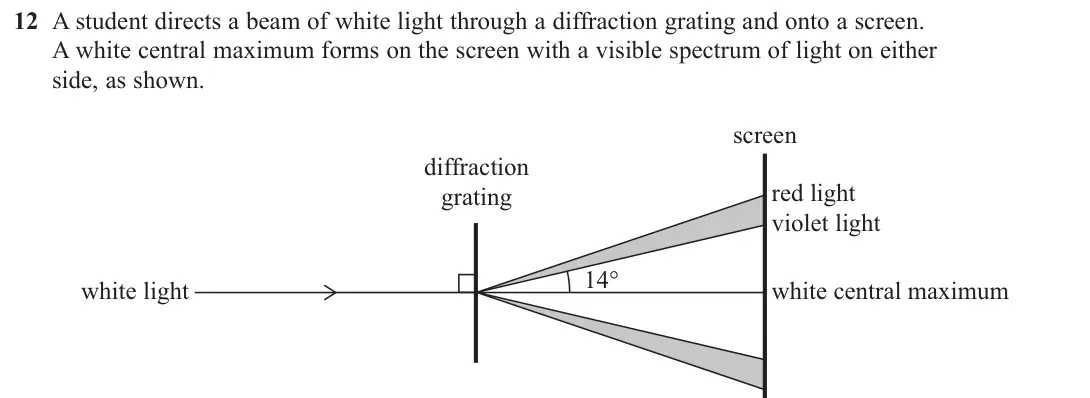 12 A student directs a beam of white light through a diffraction grating and onto a screen.
A white central maximum forms on the screen with a visible spectrum of light on either
side, as shown.
screen
diffraction
grating
red light
violet light
14°
white light
white central maximum